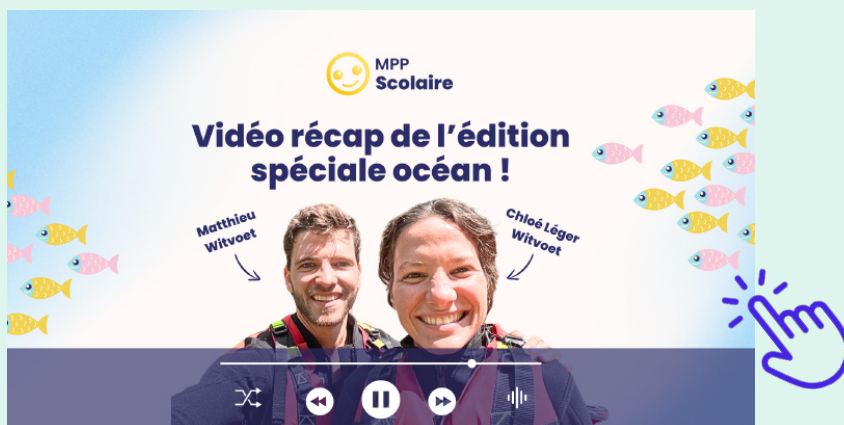 MPP
Scolaire
Vidéo récap de l’édition
spéciale océan !
Matthieu
Witvoet
Chloé Léger
Witvoet